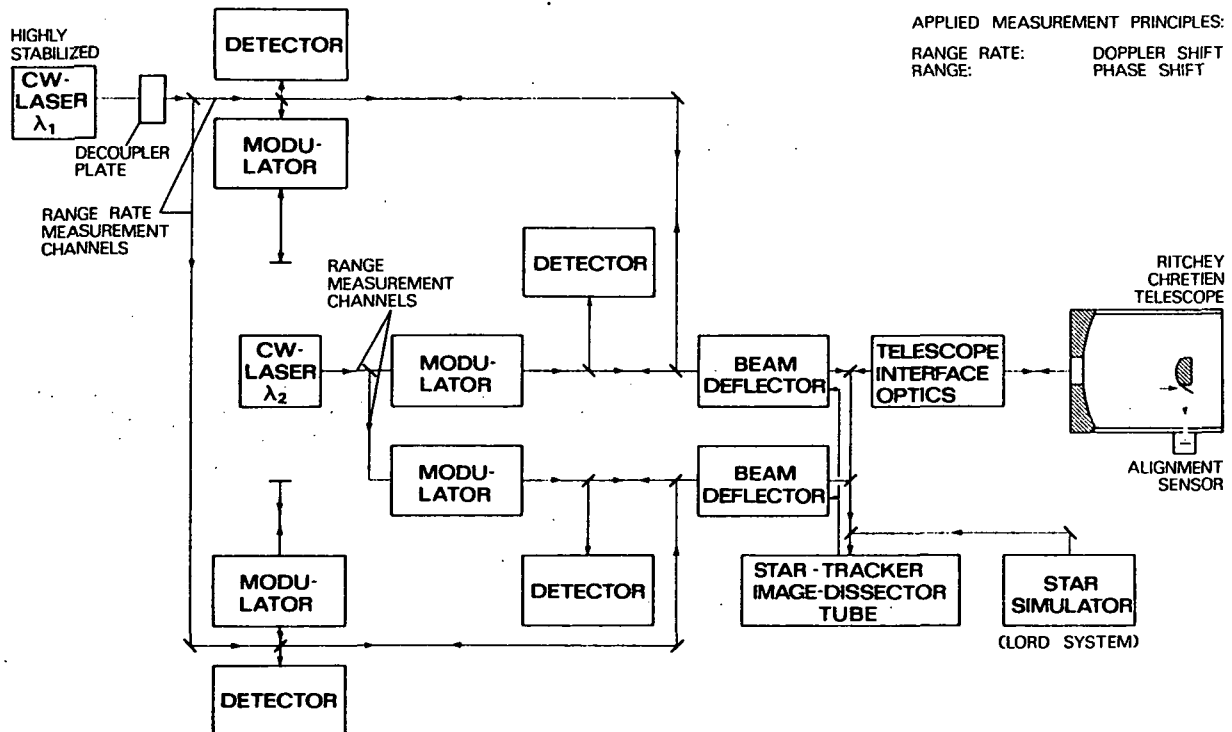 APPLIED MEASUREMENT PRINCIPLES:
RANGE RATE: DOPPLER SHIFT
RANGE: PHASE SHIFT
HIGHLY
STABILIZED
CW-
LASER
λ1
DECOUPLER
PLATE
DETECTOR
MODU-
LATOR
RANGE RATE
MEASUREMENT
CHANNELS
RANGE
MEASUREMENT
CHANNELS
DETECTOR
CW-
LASER
λ2
MODU-
LATOR
BEAM
DEFLECTOR
TELESCOPE
INTERFACE
OPTICS
RITCHEY
CHRETIEN
TELESCOPE
MODU-
LATOR
BEAM
DEFLECTOR
ALIGNMENT
SENSOR
MODU-
LATOR
DETECTOR
STAR - TRACKER
IMAGE-DISSECTOR
TUBE
STAR
SIMULATOR
(LORD SYSTEM)
DETECTOR